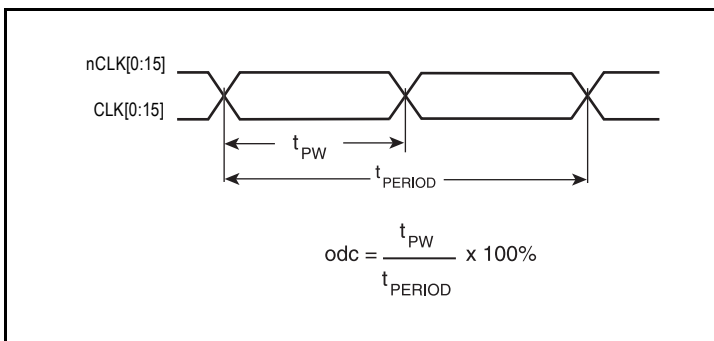 nCLK[0:15]
CLK[0:15]
tPW
tPERIOD
odc = tPW / tPERIOD x 100%